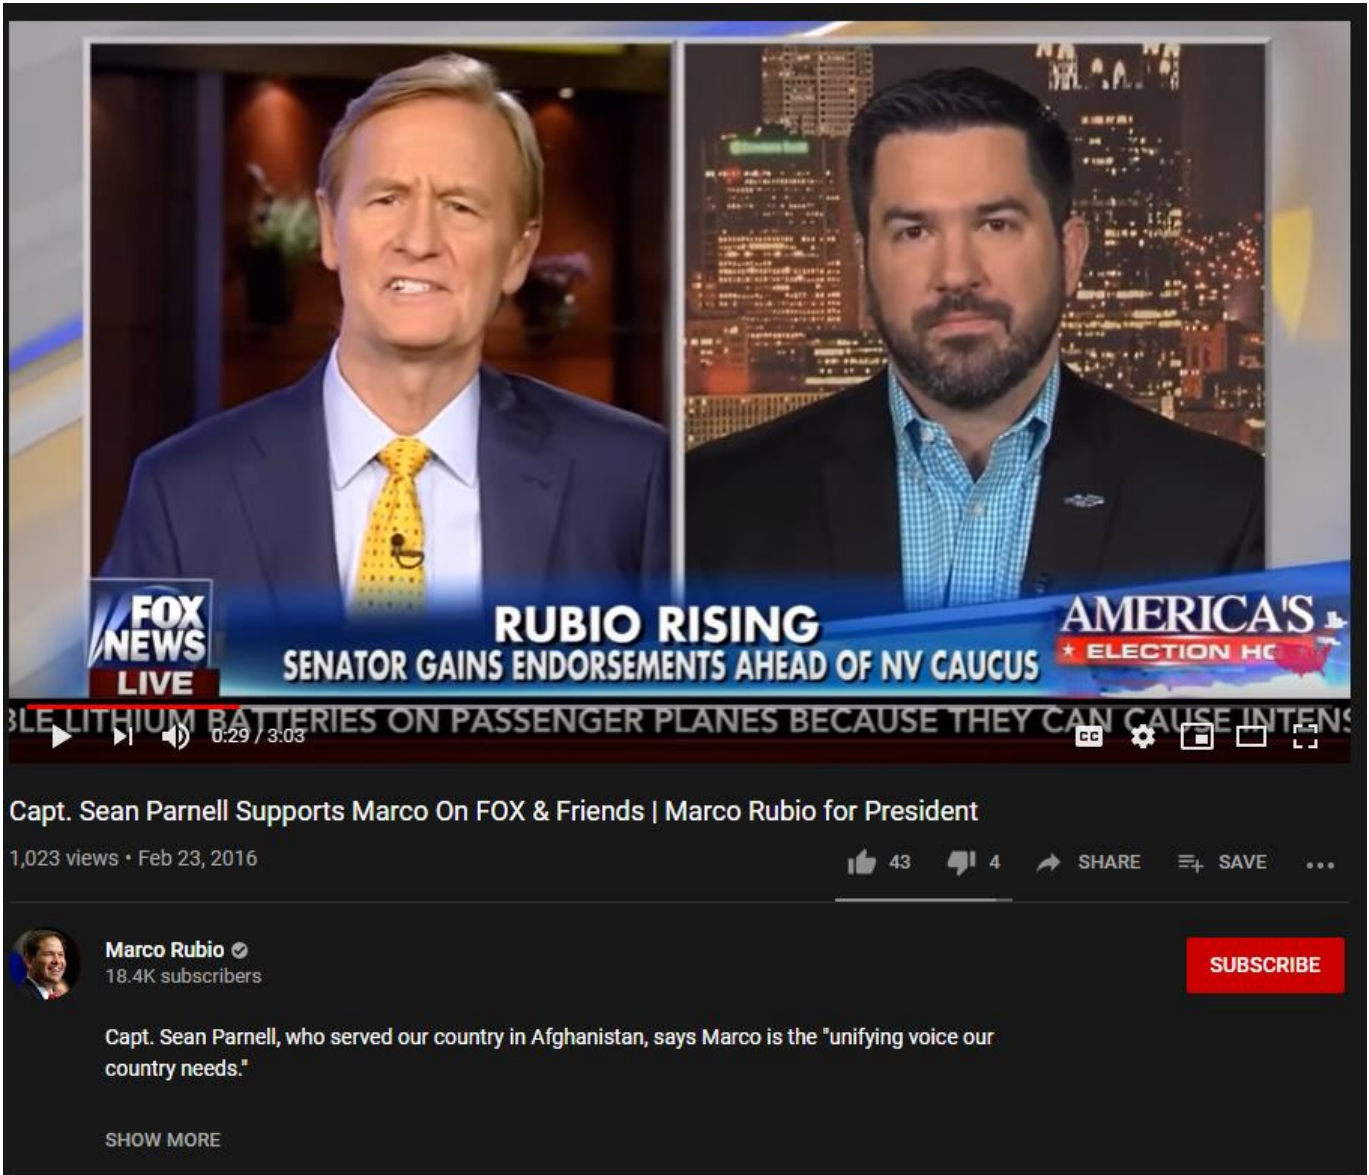 FOX
NEWS
LIVE
RUBIO RISING
SENATOR GAINS ENDORSEMENTS AHEAD OF NV CAUCUS
AMERICA'S
ELECTION
LITHIUM BATTERIES ON PASSENGER PLANES BECAUSE THEY CAN CAUSE
0:29 / 3:03
CC
Capt. Sean Parnell Supports Marco On FOX & Friends | Marco Rubio for President
1,023 views • Feb 23, 2016
43 4 SHARE SAVE
Marco Rubio
18.4K subscribers
SUBSCRIBE
Capt. Sean Parnell, who served our country in Afghanistan, says Marco is the "unifying voice our
country needs."
SHOW MORE